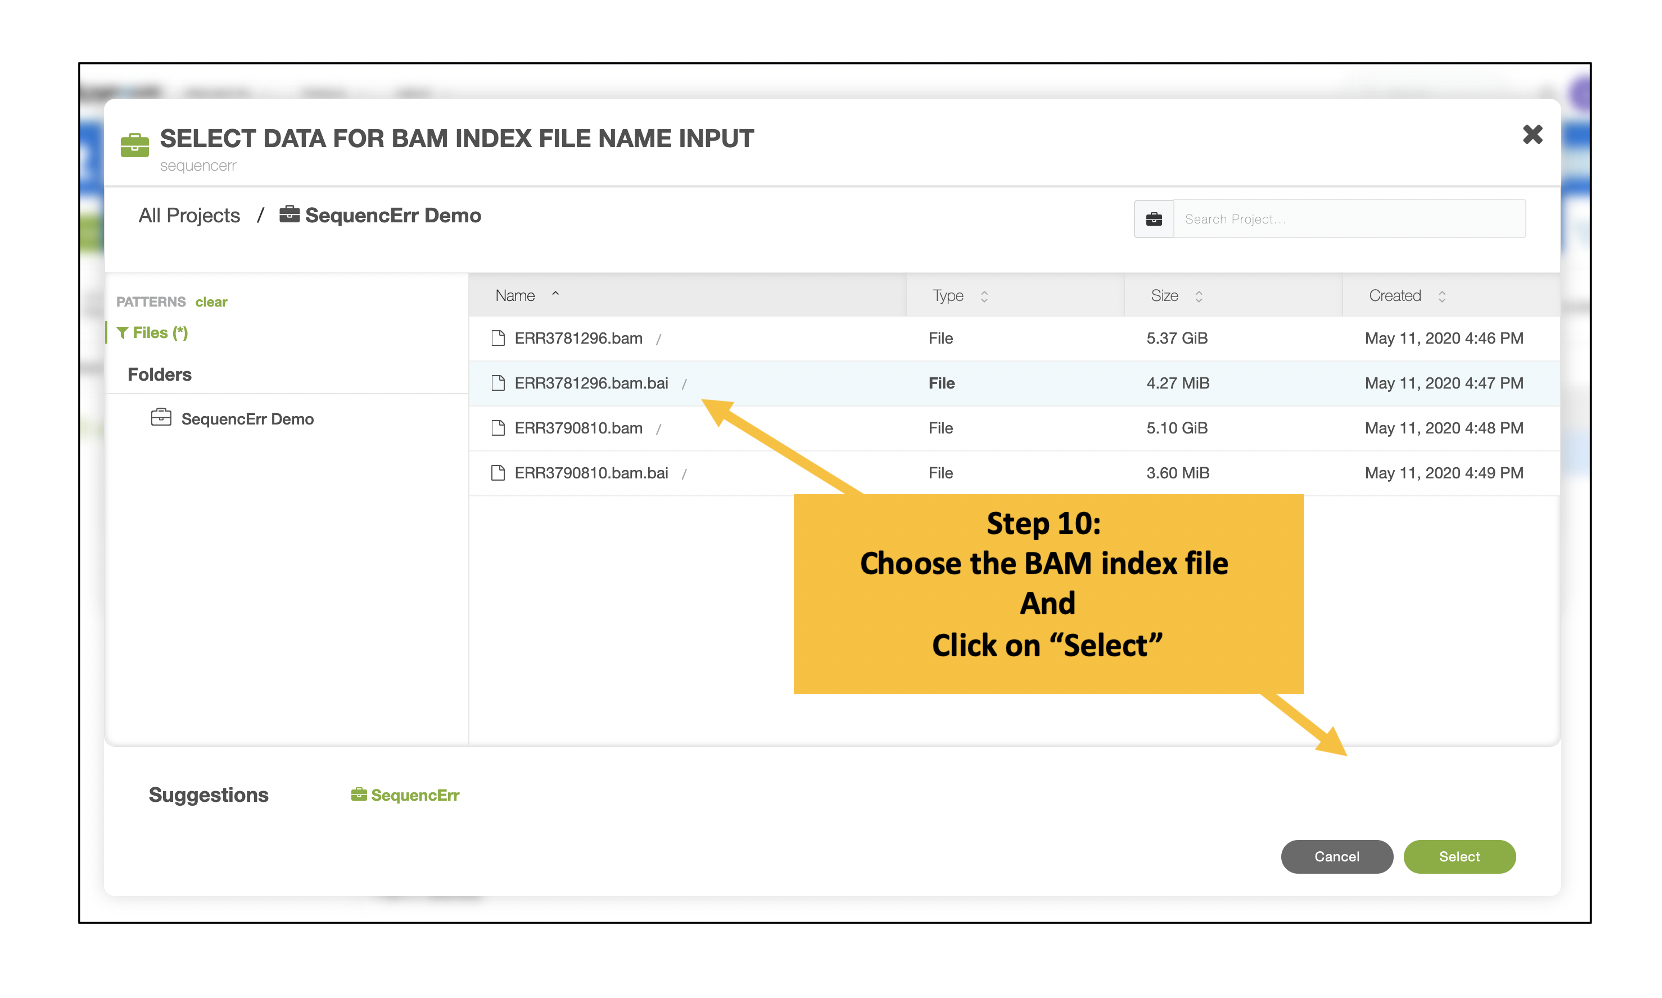 SELECT DATA FOR BAM INDEX FILE NAME INPUT
sequencerr
All Projects / SequencErr Demo
Search Project...
PATTERNS clear
Files (*)
Folders
SequencErr Demo
Name Type Size Created
ERR3781296.bam / File 5.37 GiB May 11, 2020 4:46 PM
ERR3781296.bam.bai / File 4.27 MiB May 11, 2020 4:47 PM
ERR3790810.bam / File 5.10 GiB May 11, 2020 4:48 PM
ERR3790810.bam.bai / File 3.60 MiB May 11, 2020 4:49 PM
Step 10:
Choose the BAM index file
And
Click on “Select”
Suggestions SequencErr
Cancel Select